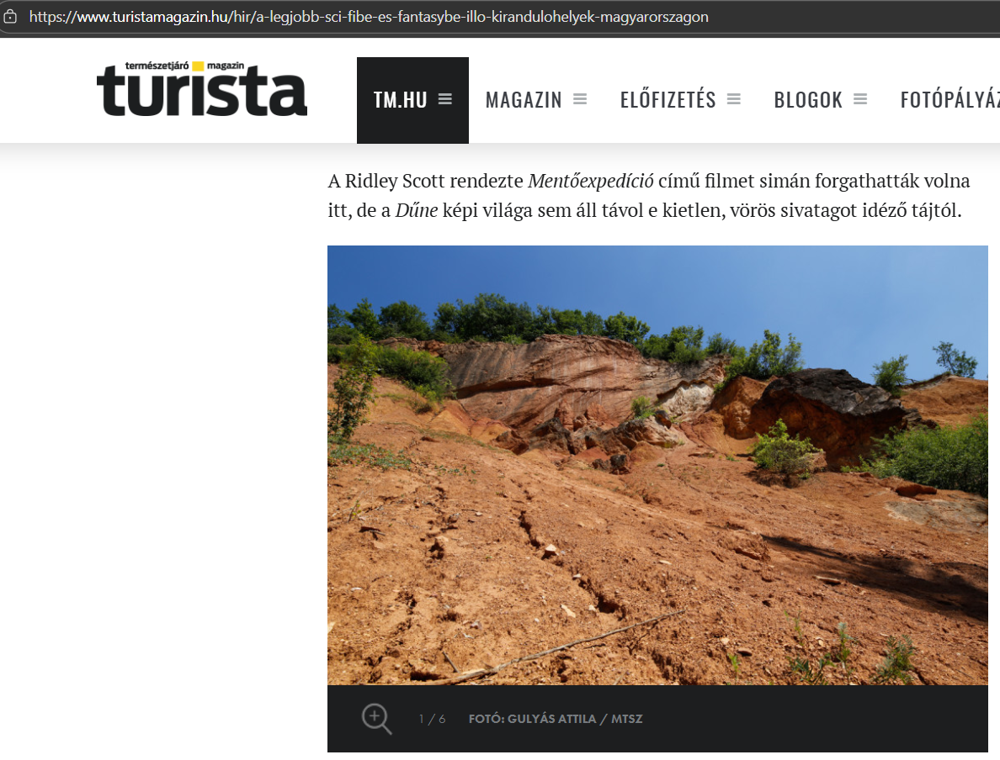 https://www.turistamagazin.hu/hir/a-legjobb-sci-fibe-es-fantasybe-illo-kirandulohelyek-magyarorszagon
természetjáró magazin
turista
TM.HU
MAGAZIN
ELŐFIZETÉS
BLOGOK
FOTÓPÁLYÁZ
A Ridley Scott rendezte Mentőexpedíció című filmet simán forgathatták volna
itt, de a Dűne képi világa sem áll távol e kietlen, vörös sivatagot idéző tájtól.
1 / 6 FOTÓ: GULYÁS ATTILA / MTSZ